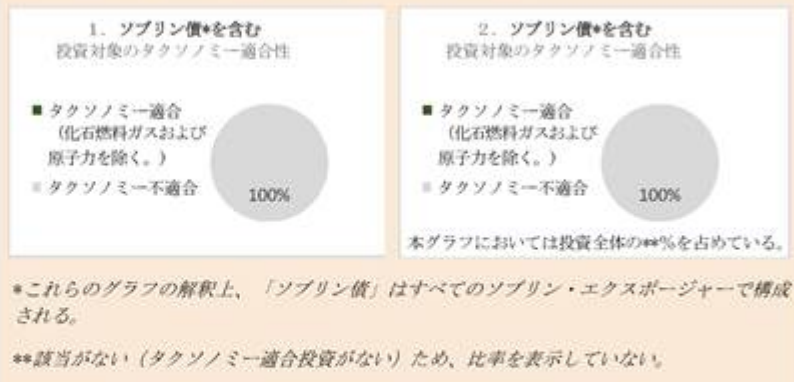 1. ソブリン債*を含む
投資対象のタクソノミー適合性
■ タクソノミー適合
（化石燃料ガスおよび
原子力を除く。）
■ タクソノミー不適合
100%
2. ソブリン債*を含む
投資対象のタクソノミー適合性
■ タクソノミー適合
（化石燃料ガスおよび
原子力を除く。）
■ タクソノミー不適合
100%
本グラフにおいては投資全体の**%を占めている。
*これらのグラフの解釈上、「ソブリン債」はすべてのソブリン・エクスポージャーで構成
される。
**該当がない（タクソノミー適合投資がない）ため、比率を表示していない。